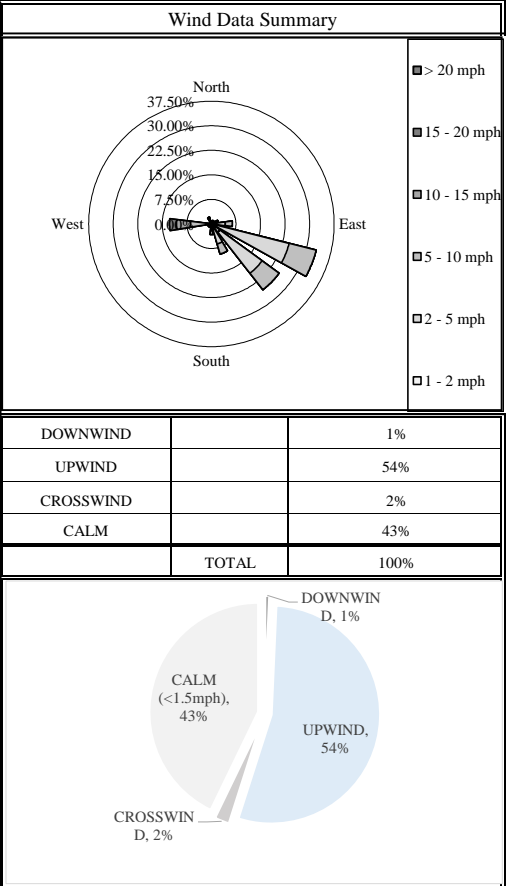 Wind Data Summary
North
37.50%
30.00%
22.50%
15.00%
7.50%
0.00%
West
East
South
> 20 mph
15 - 20 mph
10 - 15 mph
5 - 10 mph
2 - 5 mph
1 - 2 mph
DOWNWIND 1%
UPWIND 54%
CROSSWIND 2%
CALM 43%
TOTAL 100%
DOWNWIN
D, 1%
CALM
(<1.5mph),
43%
UPWIND,
54%
CROSSWIN
D, 2%